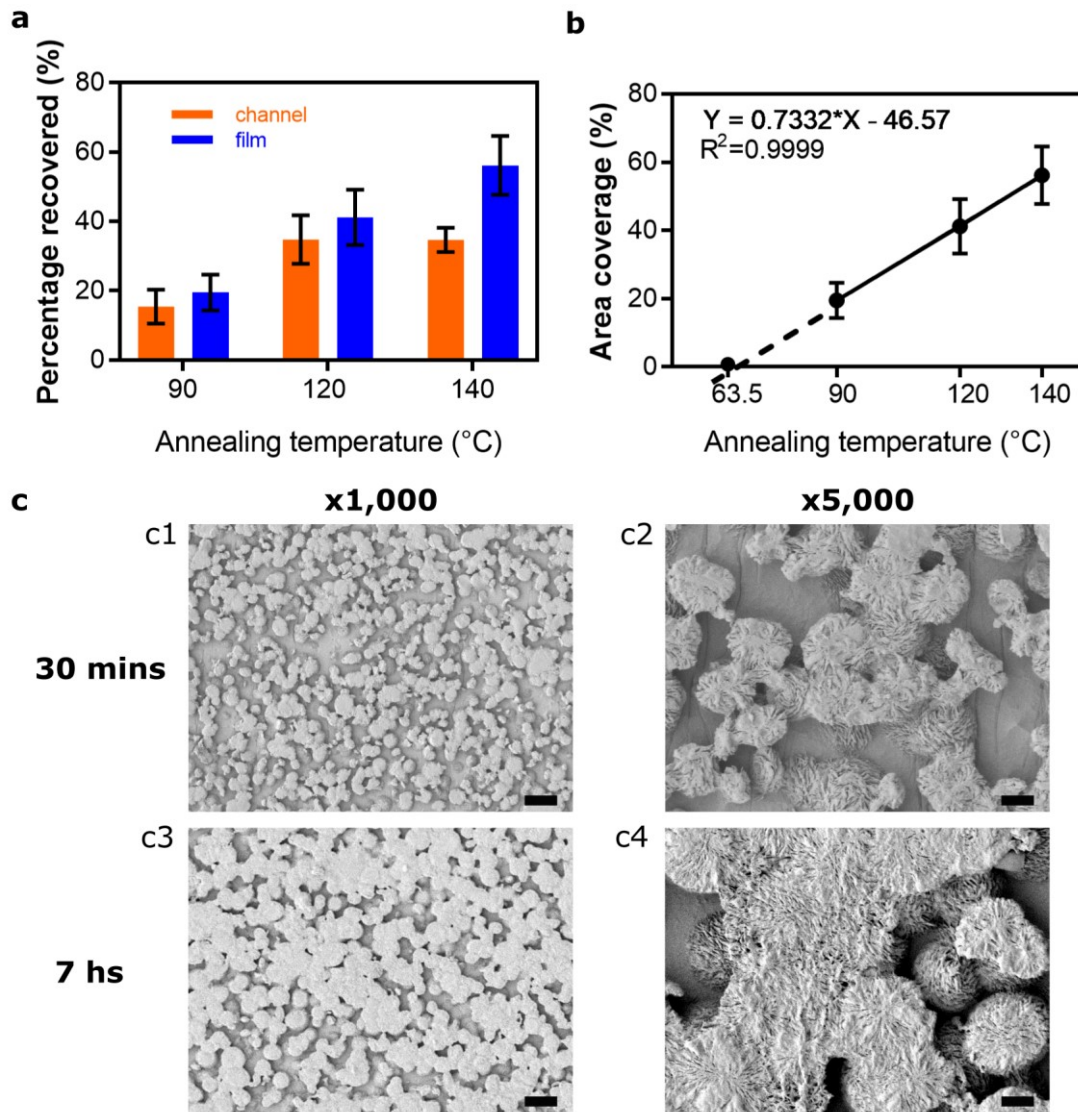 a
Percentage recovered (%)
80
60
40
20
0
channel
film
90 120 140
Annealing temperature (°C)
b
Area coverage (%)
80
60
40
20
0
Y = 0.7332*X - 46.57
R²=0.9999
63.5 90 120 140
Annealing temperature (°C)
c
x1,000 x5,000
c1 c2
30 mins
c3 c4
7 hs